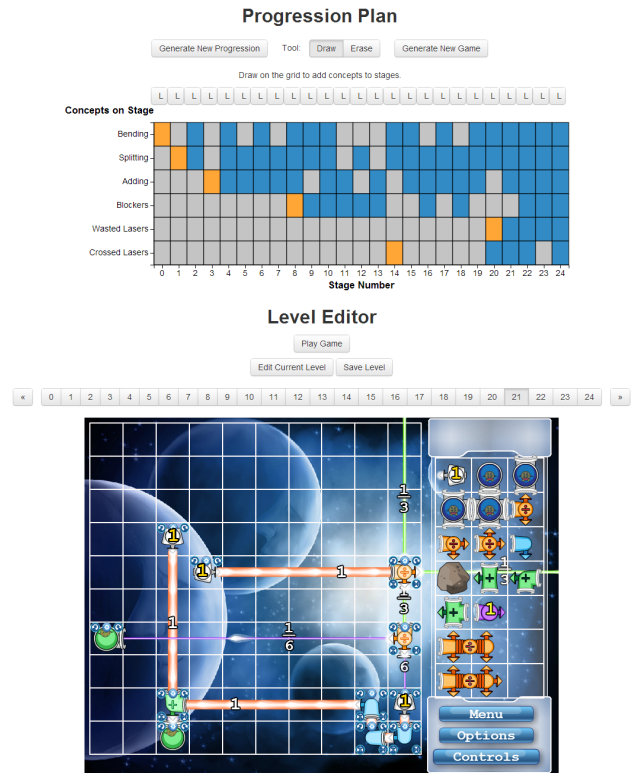 Progression Plan
Generate New Progression Tool: Draw Erase Generate New Game
Draw on the grid to add concepts to stages.
L L L L L L L L L L L L L L L L L L L L L L L L L
Concepts on Stage
Bending
Splitting
Adding
Blockers
Wasted Lasers
Crossed Lasers
0 1 2 3 4 5 6 7 8 9 10 11 12 13 14 15 16 17 18 19 20 21 22 23 24
Stage Number
Level Editor
Play Game
Edit Current Level Save Level
« 0 1 2 3 4 5 6 7 8 9 10 11 12 13 14 15 16 17 18 19 20 21 22 23 24 »
1
1/3
1
1 1 1/3
1/3
1 1
1/6
6
1 1
Menu
Options
Controls